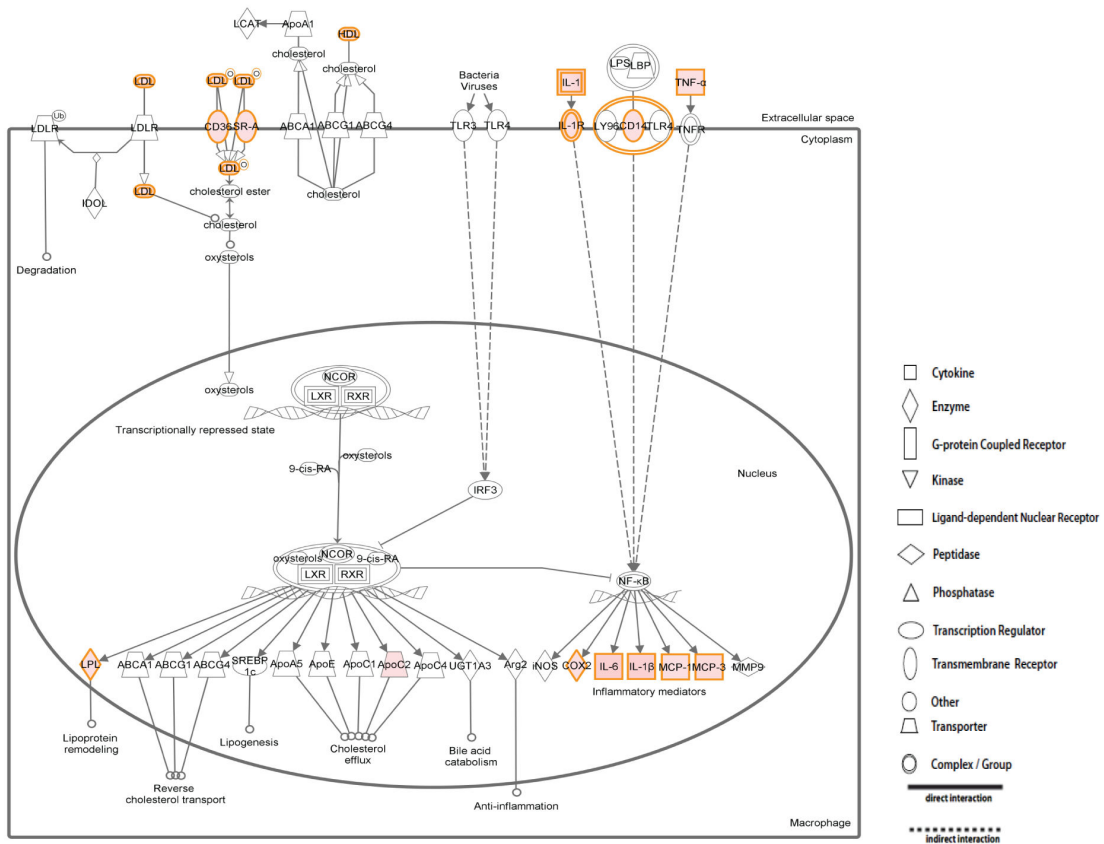 LCAT
ApoA1
HDL
cholesterol
cholesterol
LDL
LDL
O
LDL
O
Bacteria
Viruses
IL-1
LPS
LBP
TNF-α
Ub
LDLR
LDLR
CD36
SR-A
ABCA1
ABCG1
ABCG4
TLR3
TLR4
IL-1R
LY96
CD14
TLR4
TNFR
Extracellular space
Cytoplasm
LDL
O
LDL
cholesterol ester
cholesterol
IDOL
cholesterol
oxysterols
Degradation
oxysterols
NCOR
LXR
RXR
Transcriptionally repressed state
oxysterols
9-cis-RA
Nucleus
IRF3
oxysterols
NCOR
9-cis-RA
LXR
RXR
NF-κB
LPL
ABCA1
ABCG1
ABCG4
SREBP
1c
ApoA5
ApoE
ApoC1
ApoC2
ApoC4
UGT1A3
Arg2
iNOS
COX2
IL-6
IL-1β
MCP-1
MCP-3
MMP9
Inflammatory mediators
Lipoprotein
remodeling
Lipogenesis
Cholesterol
efflux
Bile acid
catabolism
Reverse
cholesterol transport
Anti-inflammation
Macrophage
Cytokine
Enzyme
G-protein Coupled Receptor
Kinase
Ligand-dependent Nuclear Receptor
Peptidase
Phosphatase
Transcription Regulator
Transmembrane Receptor
Other
Transporter
Complex / Group
direct interaction
indirect interaction